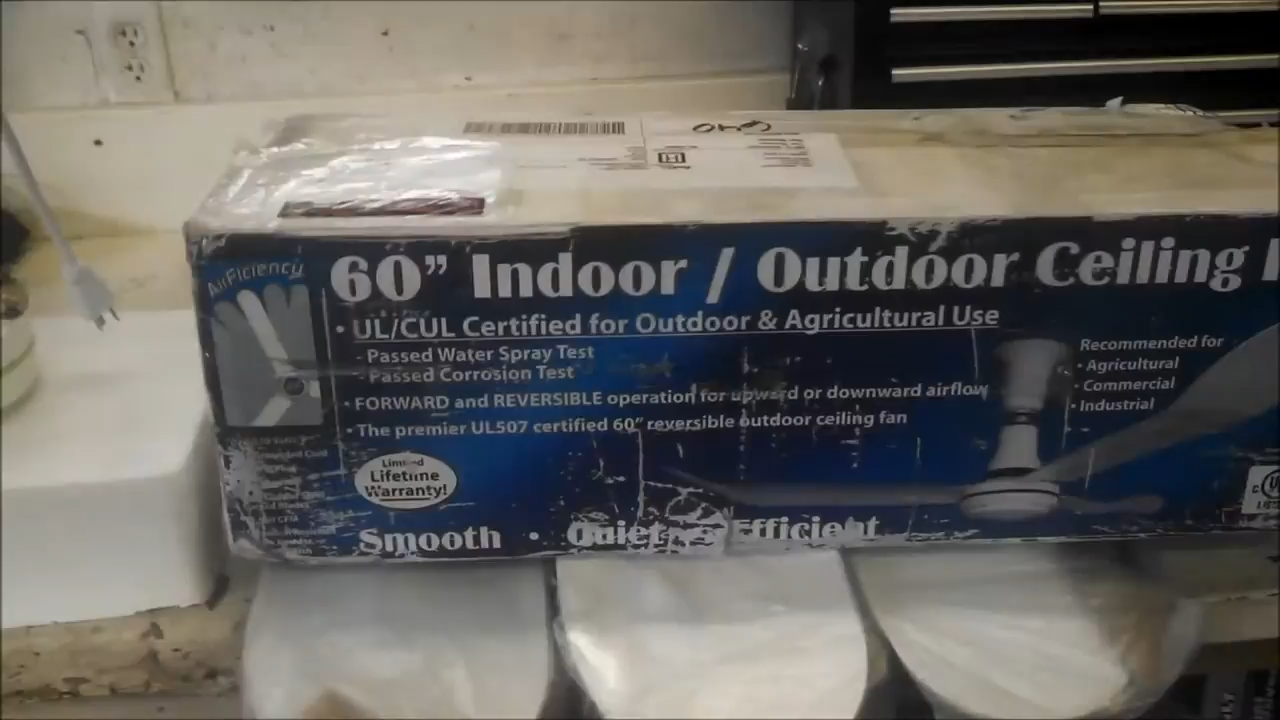 AirFiciency
60” Indoor / Outdoor Ceiling
• UL/CUL Certified for Outdoor & Agricultural Use
- Passed Water Spray Test
- Passed Corrosion Test
• FORWARD and REVERSIBLE operation for upward or downward airflow
• The premier UL507 certified 60” reversible outdoor ceiling fan
Recommended for
• Agricultural
• Commercial
• Industrial
Limited
Lifetime
Warranty!
Smooth • Quiet • Efficient